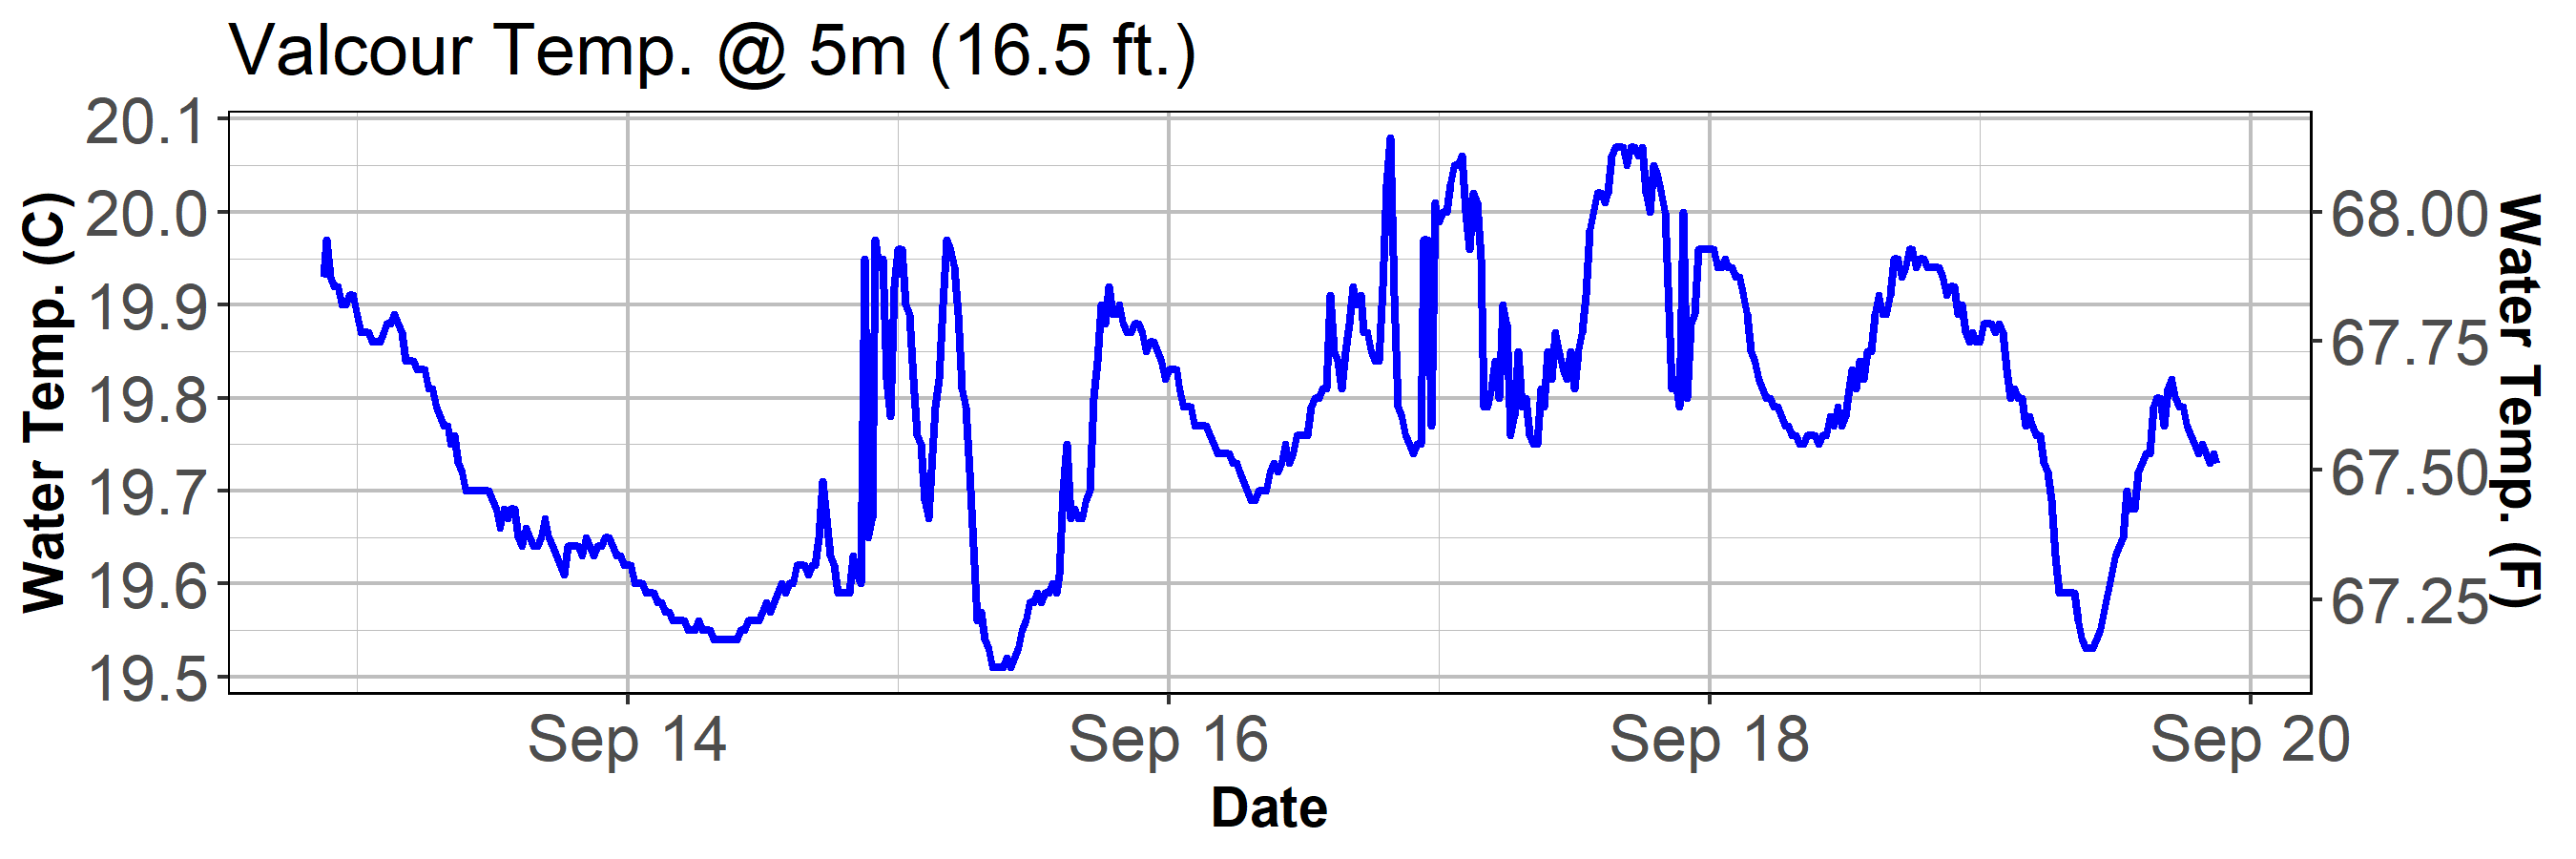 Valcour Temp. @ 5m (16.5 ft.)
Water Temp. (C)
20.1
20.0
19.9
19.8
19.7
19.6
19.5
68.00
67.75
67.50
67.25
Water Temp. (F)
Sep 14 Sep 16 Sep 18 Sep 20
Date